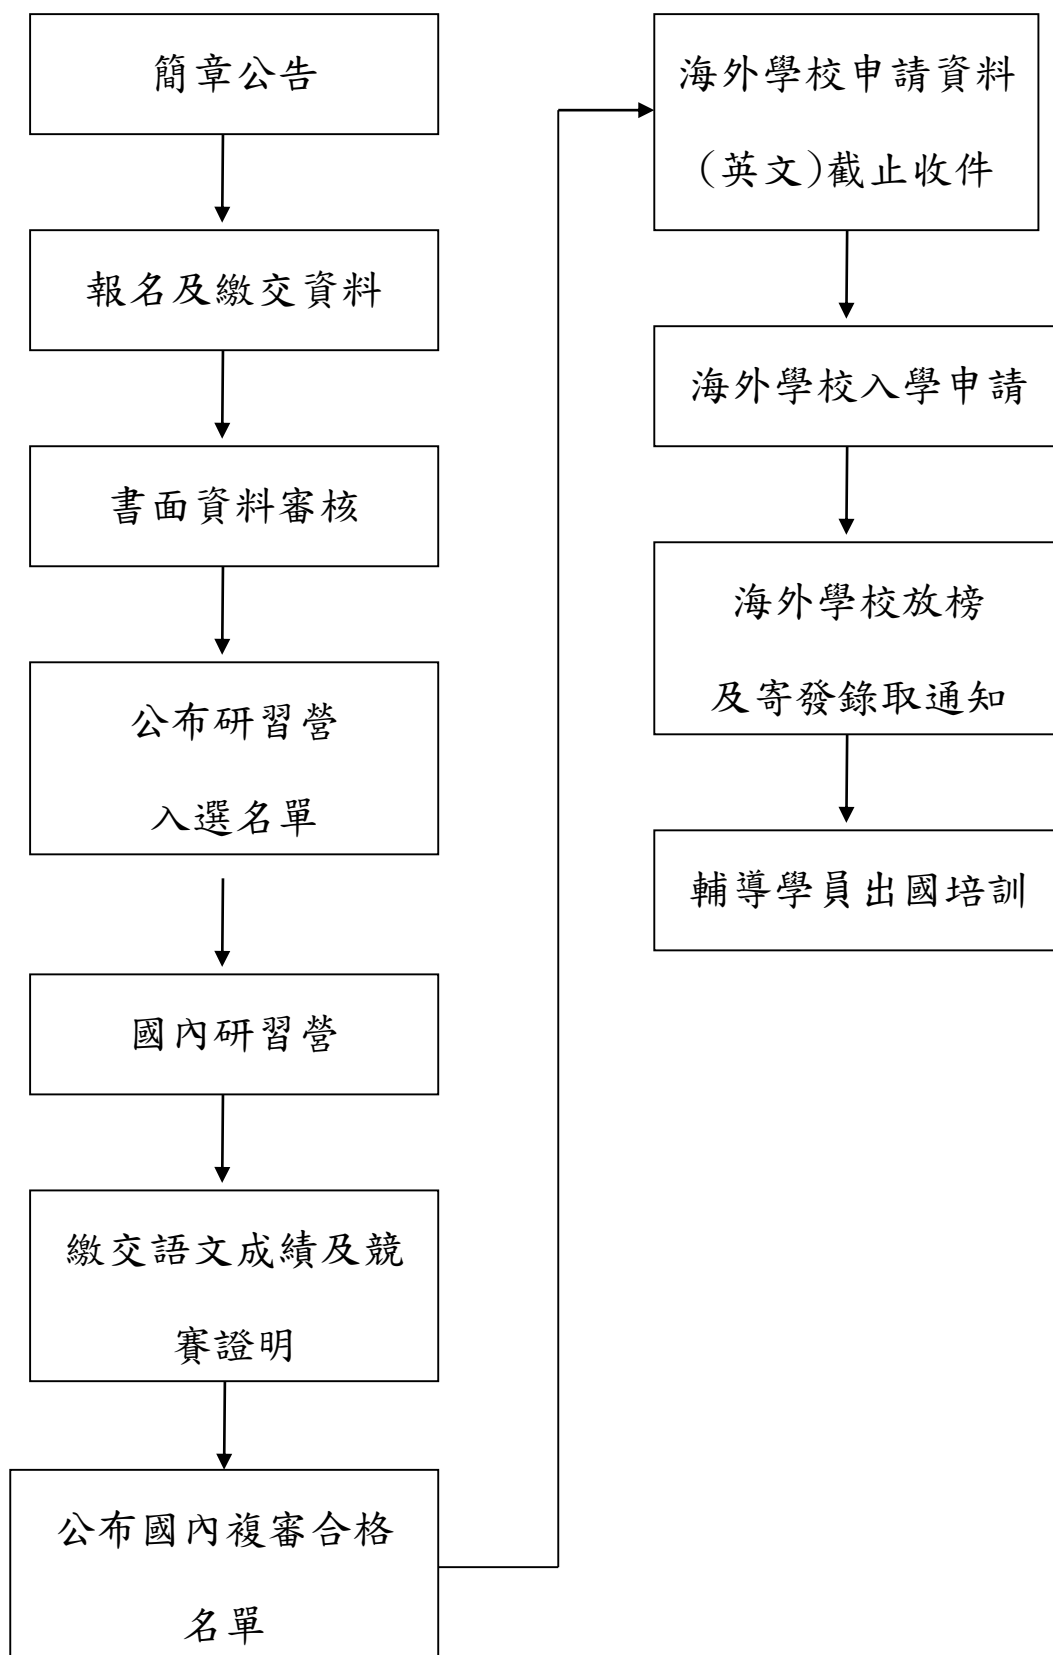 簡章公告
報名及繳交資料
書面資料審核
公布研習營
入選名單
國內研習營
繳交語文成績及競
賽證明
公布國內複審合格
名單
海外學校申請資料
(英文)截止收件
海外學校入學申請
海外學校放榜
及寄發錄取通知
輔導學員出國培訓